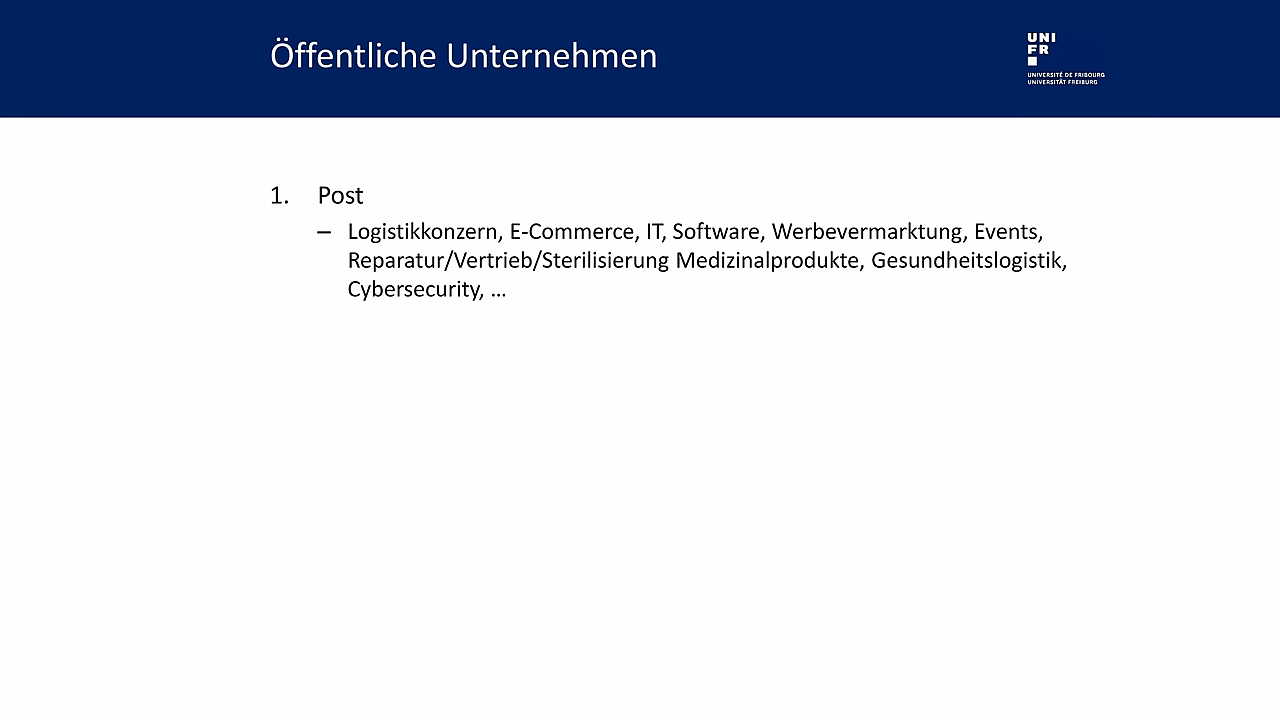 Öffentliche Unternehmen
UNI
FR
UNIVERSITÉ DE FRIBOURG
UNIVERSITÄT FREIBURG
1. Post
– Logistikkonzern, E-Commerce, IT, Software, Werbevermarktung, Events,
Reparatur/Vertrieb/Sterilisierung Medizinalprodukte, Gesundheitslogistik,
Cybersecurity, …